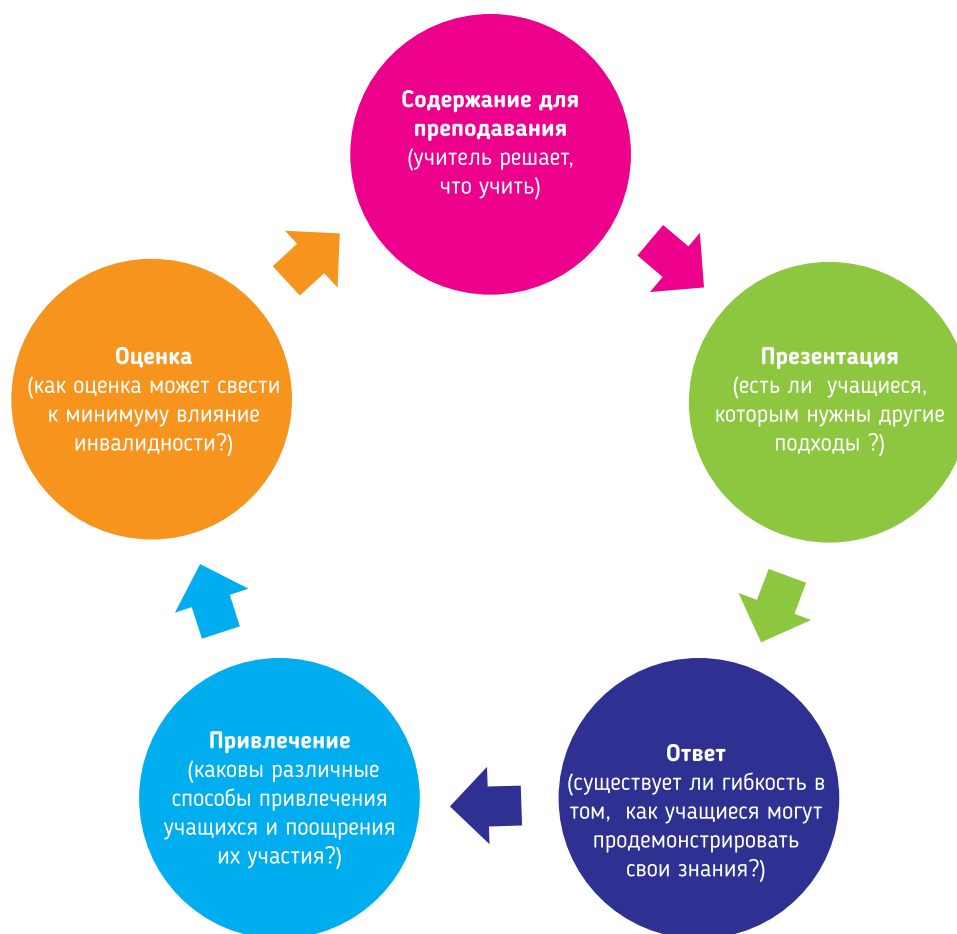 Содержание для
преподавания
(учитель решает,
что учить)
Презентация
(есть ли учащиеся,
которым нужны другие
подходы ?)
Ответ
(существует ли гибкость в
том, как учащиеся могут
продемонстрировать
свои знания?)
Привлечение
(каковы различные
способы привлечения
учащихся и поощрения
их участия?)
Оценка
(как оценка может свести
к минимуму влияние
инвалидности?)